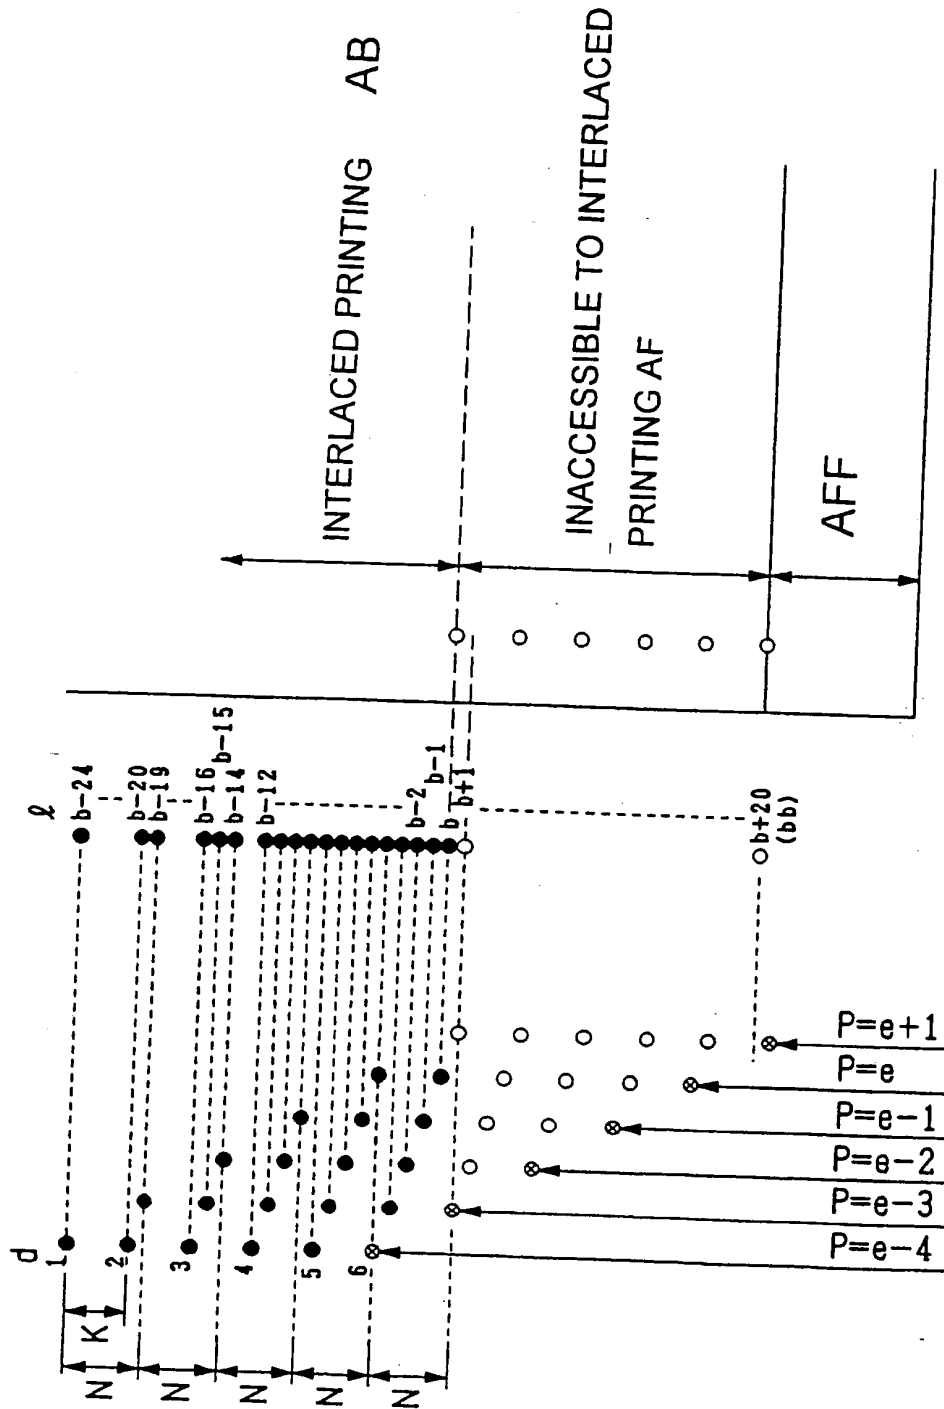 INTERLACED PRINTING AB
INACCESSIBLE TO INTERLACED
PRINTING AF
AFF
ℓ
b-24
b-20
b-19
b-16
b-15
b-14
b-12
b-2
b-1
b
b+1
b+20
(bb)
d
1
2
3
4
5
6
K
N
N
N
N
N
P=e+1
P=e
P=e-1
P=e-2
P=e-3
P=e-4